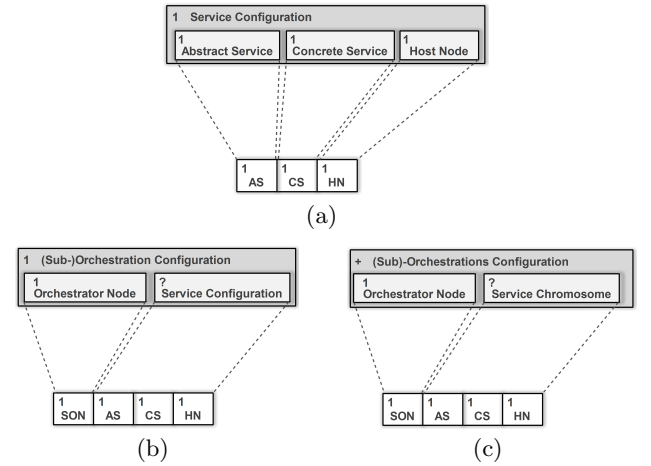 1 Service Configuration
1 1 1
Abstract Service Concrete Service Host Node
1 1 1
AS CS HN
(a)
1 (Sub-)Orchestration Configuration
1 ?
Orchestrator Node Service Configuration
1 1 1 1
SON AS CS HN
(b)
+ (Sub)-Orchestrations Configuration
1 ?
Orchestrator Node Service Chromosome
1 1 1 1
SON AS CS HN
(c)